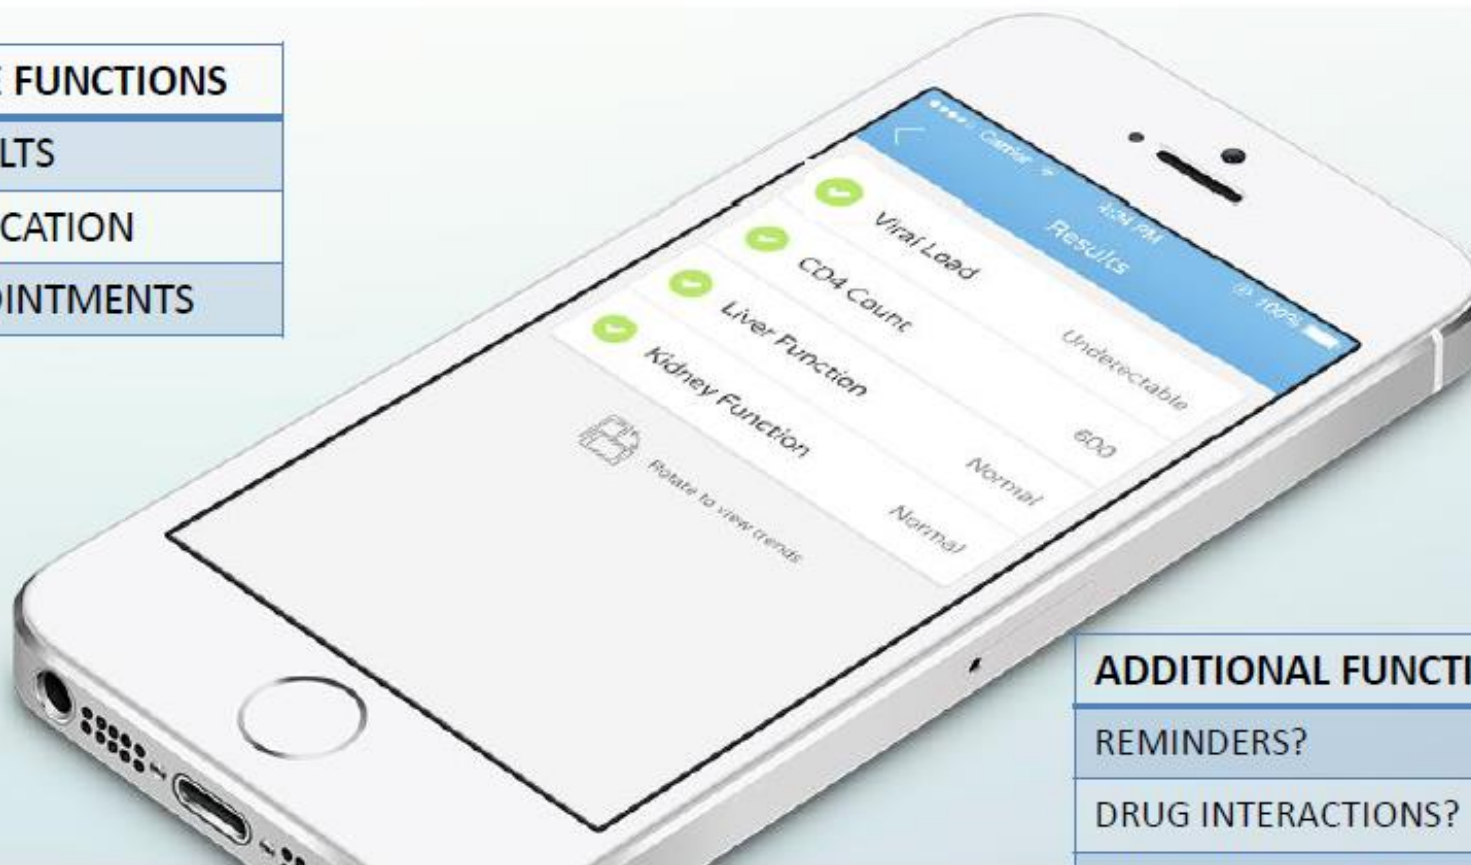 E FUNCTIONS
LTS
CATION
OINTMENTS
Carrier
4:34 PM
100%
Results
Viral Load Undetectable
CD4 Count 600
Liver Function Normal
Kidney Function Normal
Rotate to view trends
ADDITIONAL FUNCTI
REMINDERS?
DRUG INTERACTIONS?